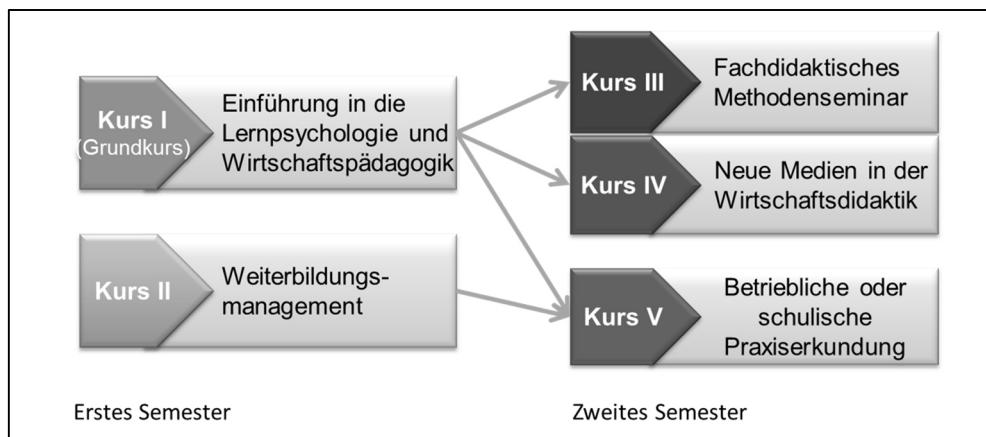 Kurs I
(Grundkurs)
Einführung in die
Lernpsychologie und
Wirtschaftspädagogik
Kurs II
Weiterbildungs-
management
Erstes Semester
Kurs III
Fachdidaktisches
Methodenseminar
Kurs IV
Neue Medien in der
Wirtschaftsdidaktik
Kurs V
Betriebliche oder
schulische
Praxiserkundung
Zweites Semester